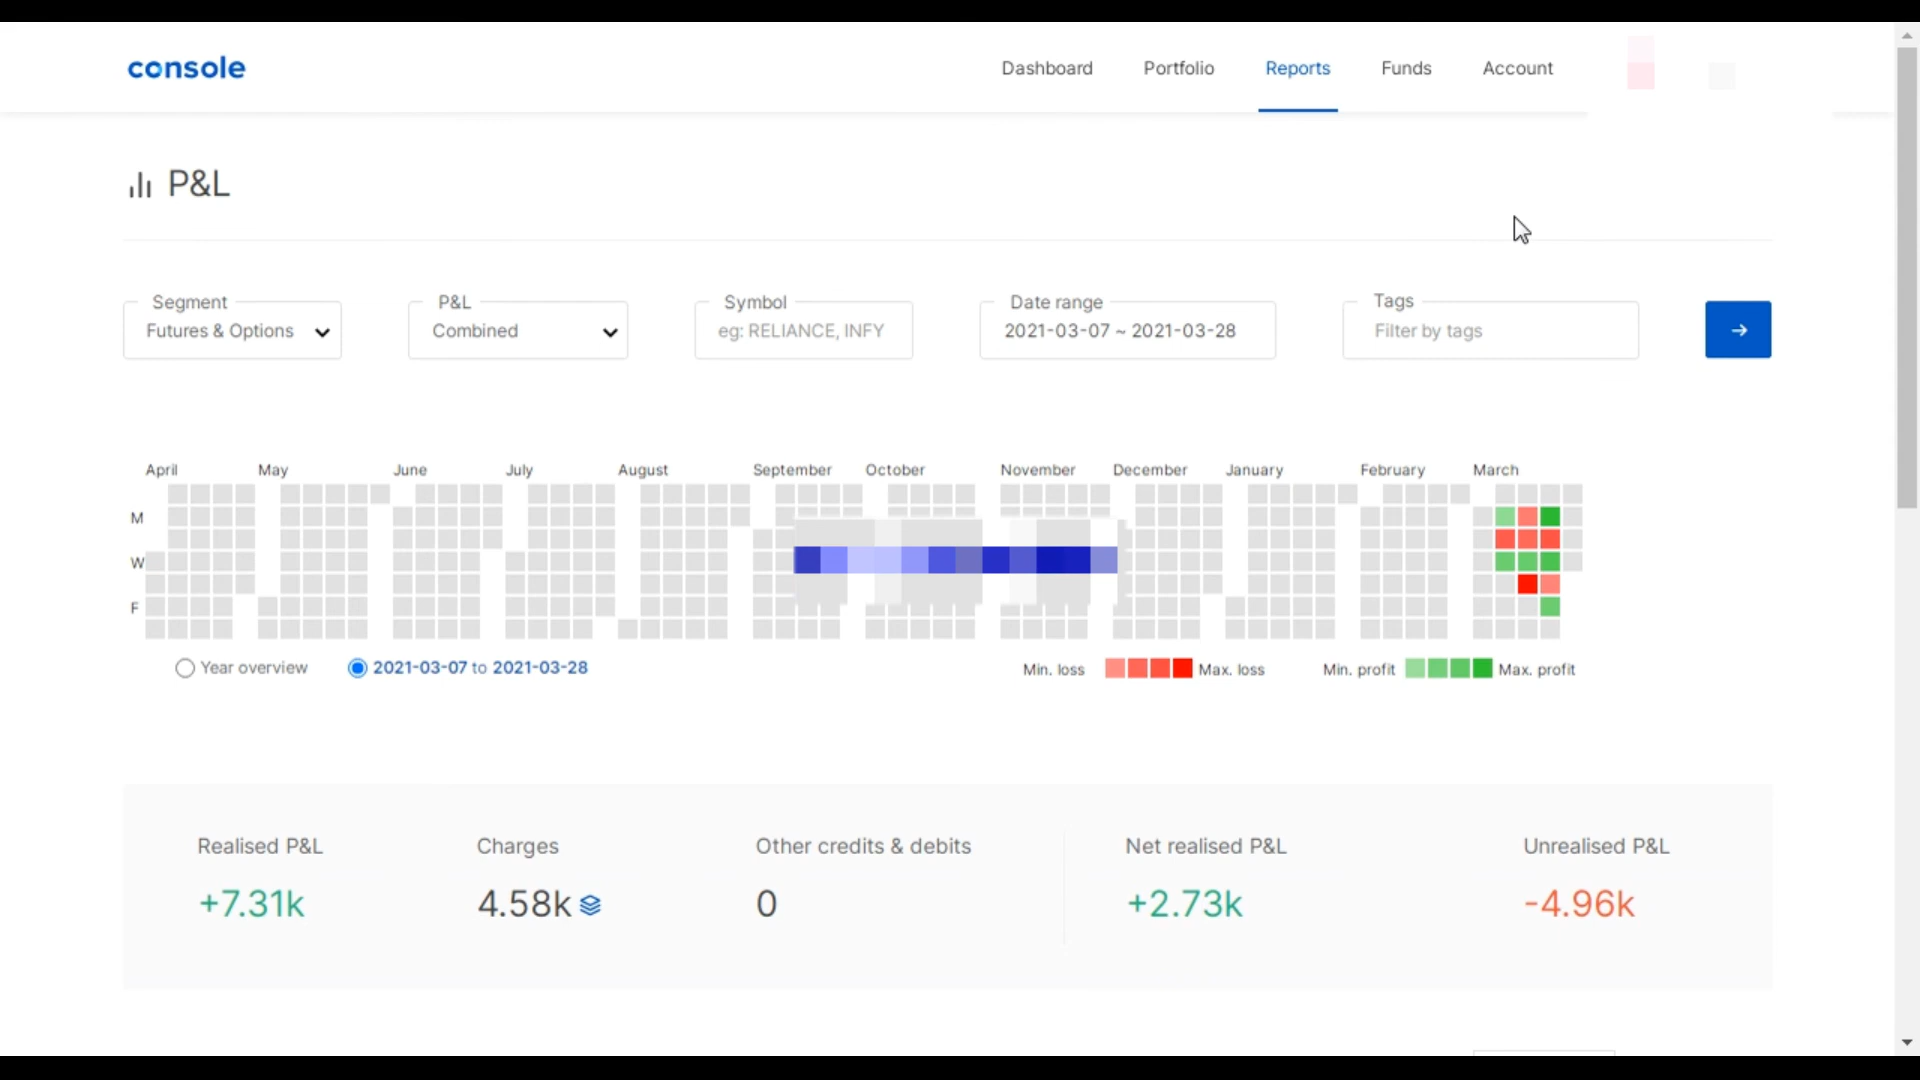 console
Dashboard Portfolio Reports Funds Account
P&L
Segment P&L Symbol Date range Tags
Futures & Options Combined eg: RELIANCE, INFY 2021-03-07 ~ 2021-03-28 Filter by tags
April May June July August September October November December January February March
M
W
F
Year overview 2021-03-07 to 2021-03-28 Min. loss Max. loss Min. profit Max. profit
Realised P&L Charges Other credits & debits Net realised P&L Unrealised P&L
+7.31k 4.58k 0 +2.73k -4.96k